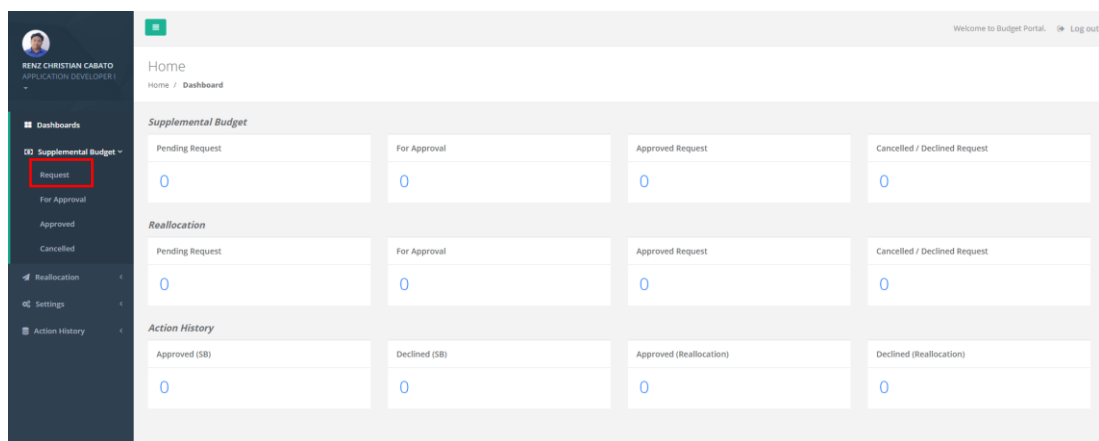 Welcome to Budget Portal. Log out
RENZ CHRISTIAN CABATO
APPLICATION DEVELOPER I
Home
Home / Dashboard
Dashboards
Supplemental Budget
Request
For Approval
Approved
Cancelled
Reallocation
Settings
Action History
Supplemental Budget
Pending Request For Approval Approved Request Cancelled / Declined Request
0 0 0 0
Reallocation
Pending Request For Approval Approved Request Cancelled / Declined Request
0 0 0 0
Action History
Approved (SB) Declined (SB) Approved (Reallocation) Declined (Reallocation)
0 0 0 0